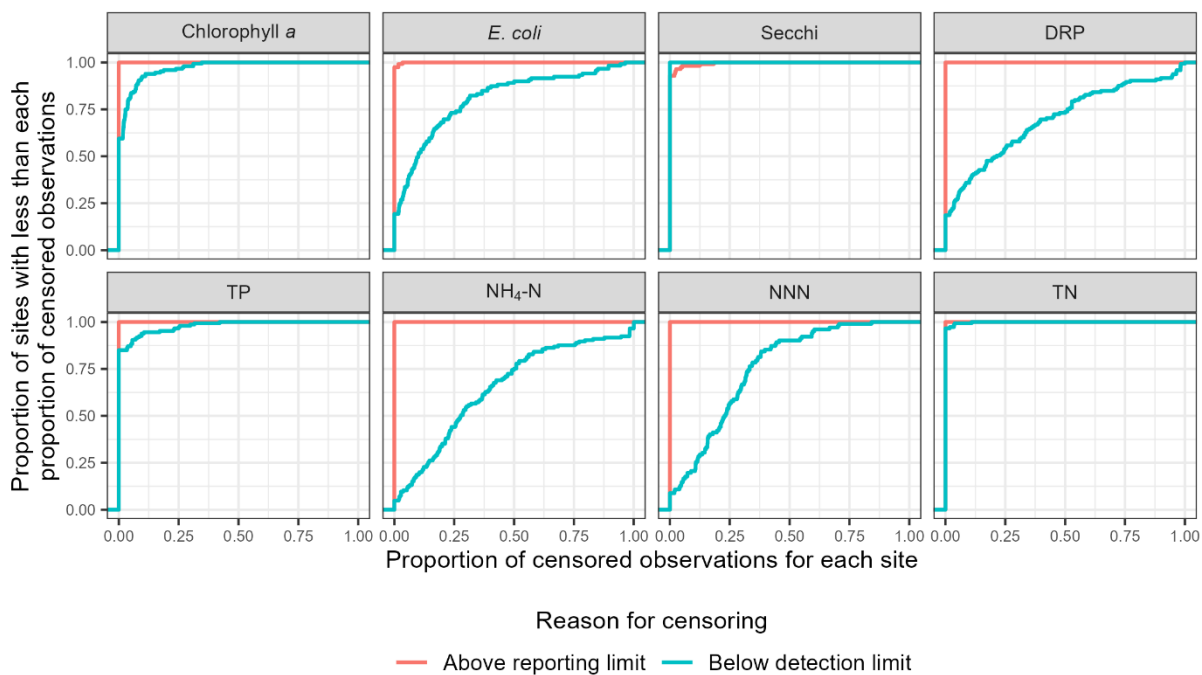 Chlorophyll a
E. coli
Secchi
DRP
1.00
0.75
0.50
0.25
0.00
TP
NH₄-N
NNN
TN
1.00
0.75
0.50
0.25
0.00
0.00 0.25 0.50 0.75 1.00
0.00 0.25 0.50 0.75 1.00
0.00 0.25 0.50 0.75 1.00
0.00 0.25 0.50 0.75 1.00
Proportion of sites with less than each
proportion of censored observations
Proportion of censored observations for each site
Reason for censoring
Above reporting limit
Below detection limit